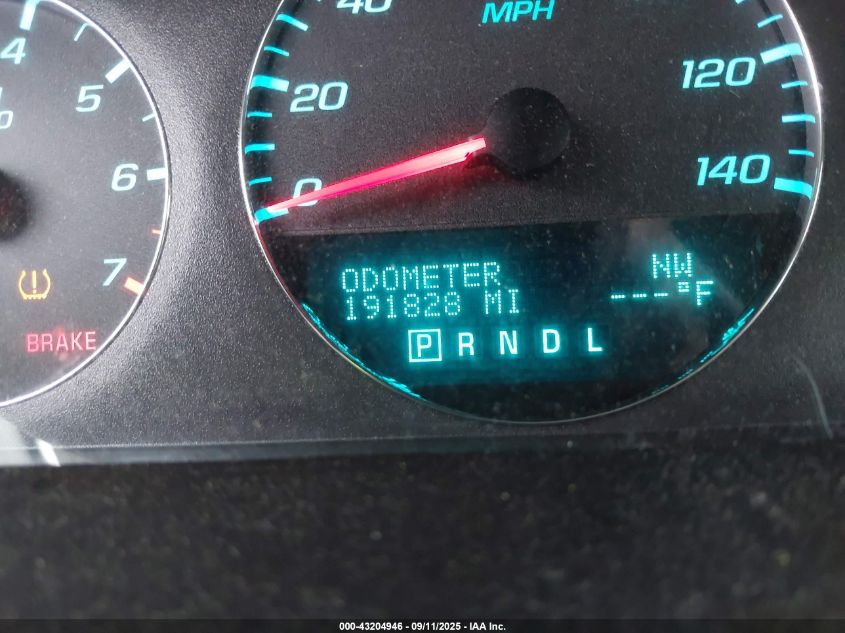 40
MPH
4
5
6
7
20
0
120
140
ODOMETER
191828 MI
NW
---°F
P R N D L
BRAKE
000-43204946 - 09/11/2025 - IAA Inc.